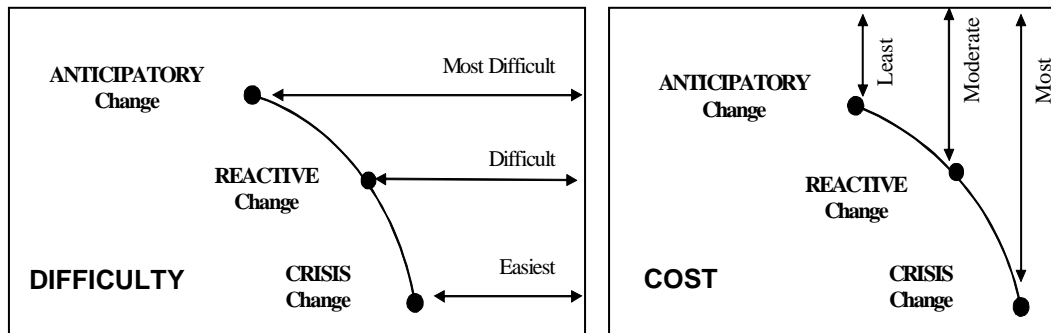 Most Difficult
ANTICIPATORY
Change
Difficult
REACTIVE
Change
Easiest
CRISIS
Change
DIFFICULTY
Least
Moderate
Most
ANTICIPATORY
Change
REACTIVE
Change
CRISIS
Change
COST